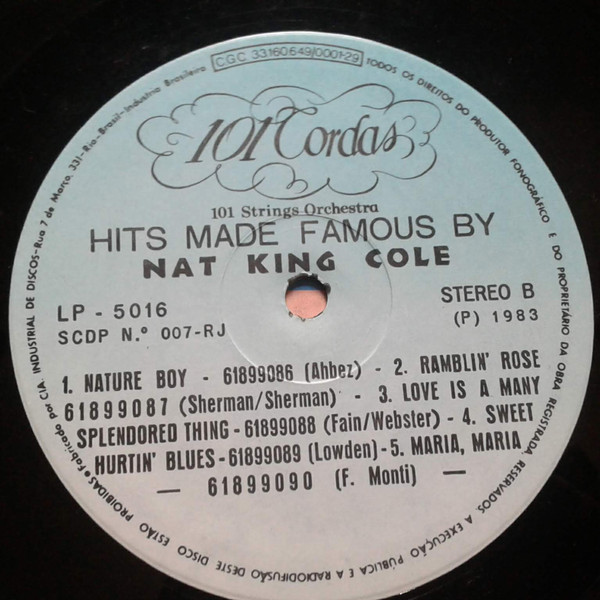 CGC 33160649/0001-29
TODOS OS DIREITOS DO PRODUTOR FONOGRÁFICO E DO PROPRIETÁRIO DA OBRA REGISTRADA, RESERVADOS A EXECUÇÃO PÚBLICA E A RADIODIFUSÃO DESTE DISCO ESTÃO PROIBIDAS • Fabricado por CIA. INDUSTRIAL DE DISCOS-Rua 7 de Março, 331-Rio-Brasil-Industria Brasileira
101 Cordas
101 Strings Orchestra
HITS MADE FAMOUS BY
NAT KING COLE
LP - 5016
STEREO B
SCDP N.º 007-RJ
(P) 1983
1. NATURE BOY - 61899086 (Ahbez) - 2. RAMBLIN' ROSE
61899087 (Sherman/Sherman) - 3. LOVE IS A MANY
SPLENDORED THING - 61899088 (Fain/Webster) - 4. SWEET
HURTIN' BLUES - 61899089 (Lowden) - 5. MARIA, MARIA
— 61899090 (F. Monti) —